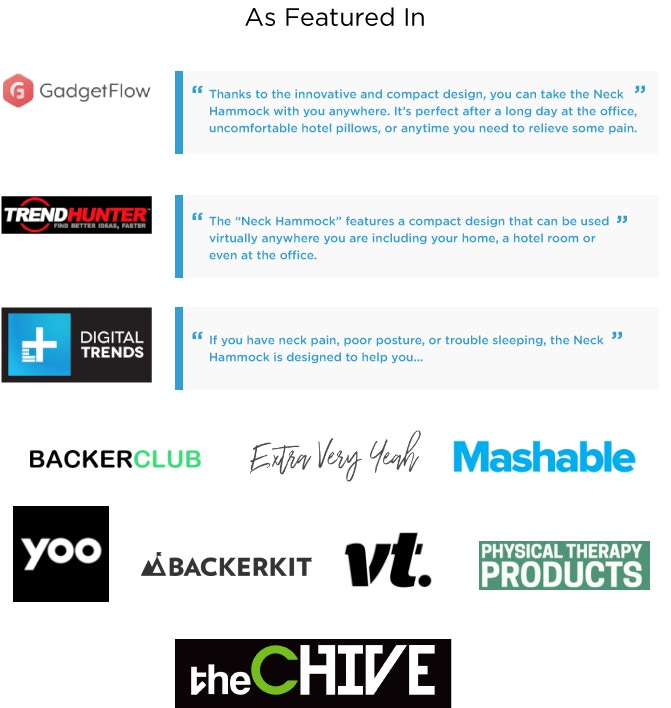 As Featured In
GadgetFlow
“ Thanks to the innovative and compact design, you can take the Neck ”
Hammock with you anywhere. It’s perfect after a long day at the office,
uncomfortable hotel pillows, or anytime you need to relieve some pain.
TRENDHUNTER™
FIND BETTER IDEAS, FASTER
“ The “Neck Hammock” features a compact design that can be used ”
virtually anywhere you are including your home, a hotel room or
even at the office.
DIGITAL
TRENDS
“ If you have neck pain, poor posture, or trouble sleeping, the Neck ”
Hammock is designed to help you...
BACKERCLUB
Extra Very Yeah
Mashable
yoo
BACKERKIT
vt.
PHYSICAL THERAPY
PRODUCTS
theCHIVE